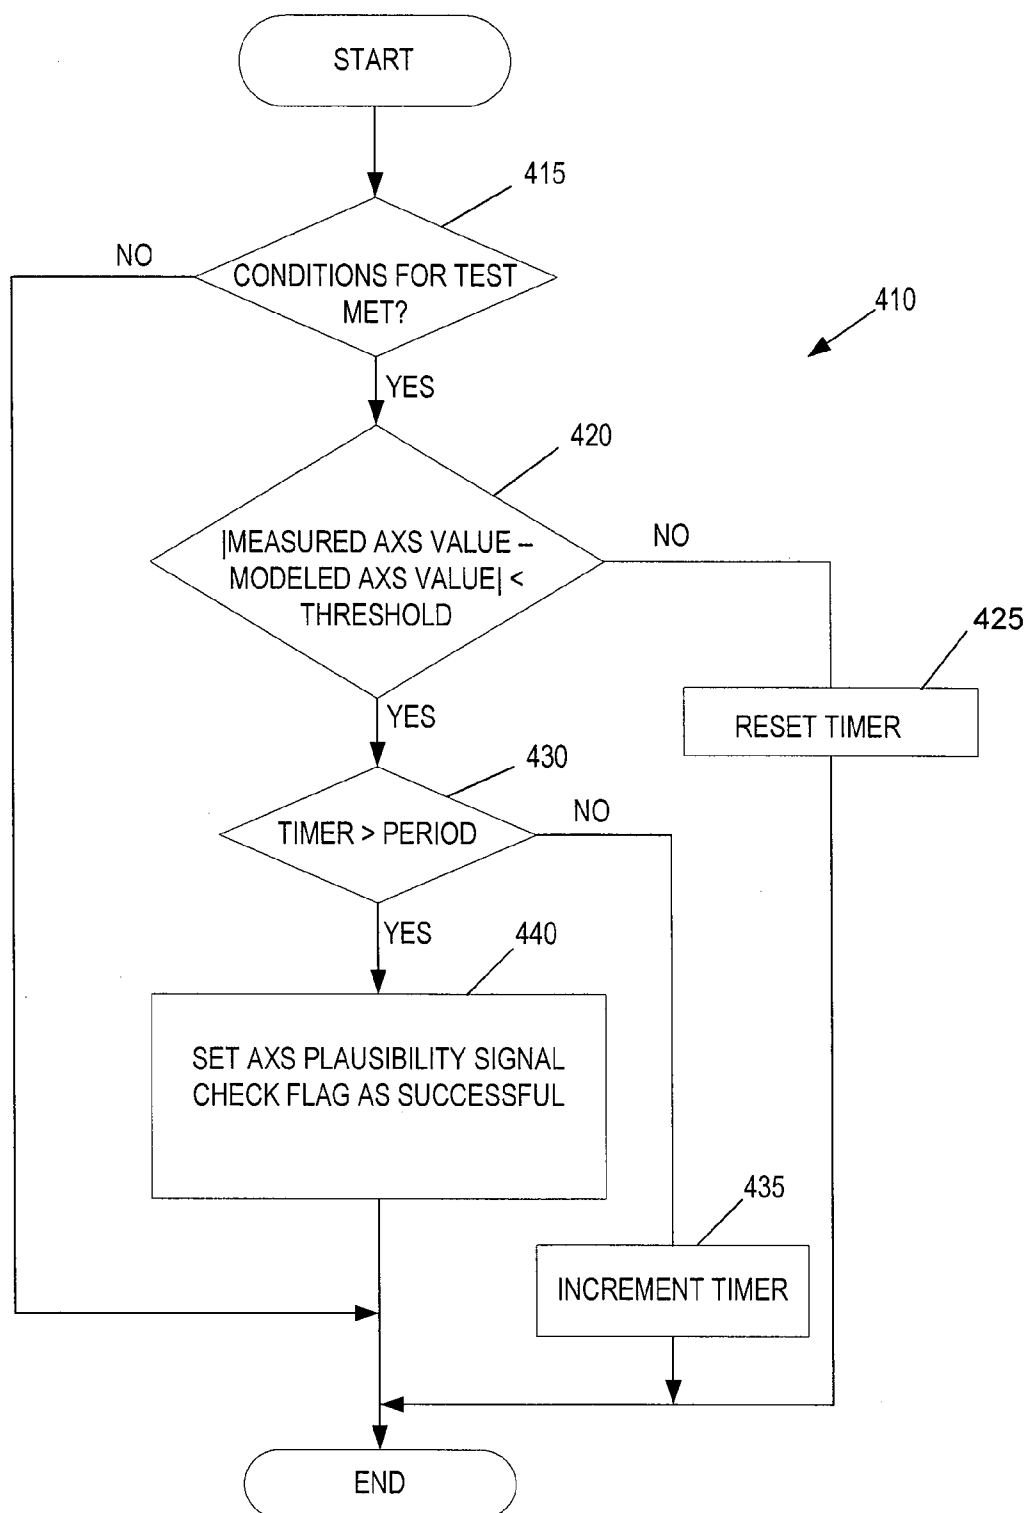 START
415
NO
CONDITIONS FOR TEST
MET?
410
YES
420
|MEASURED AXS VALUE –
MODELED AXS VALUE| <
THRESHOLD
NO
425
RESET TIMER
YES
430
TIMER > PERIOD
NO
YES
440
SET AXS PLAUSIBILITY SIGNAL
CHECK FLAG AS SUCCESSFUL
435
INCREMENT TIMER
END